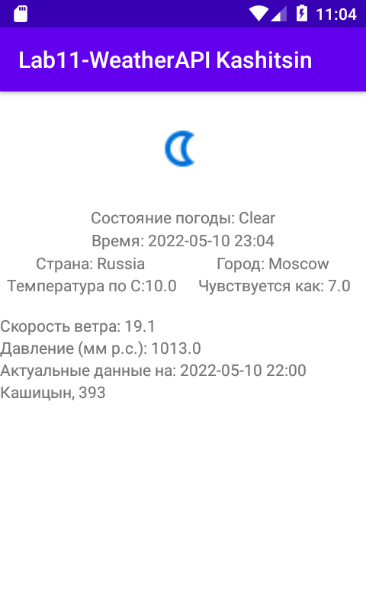 11:04
Lab11-WeatherAPI Kashitsin
Состояние погоды: Clear
Время: 2022-05-10 23:04
Страна: Russia Город: Moscow
Температура по С:10.0 Чувствуется как: 7.0
Скорость ветра: 19.1
Давление (мм р.с.): 1013.0
Актуальные данные на: 2022-05-10 22:00
Кашицын, 393